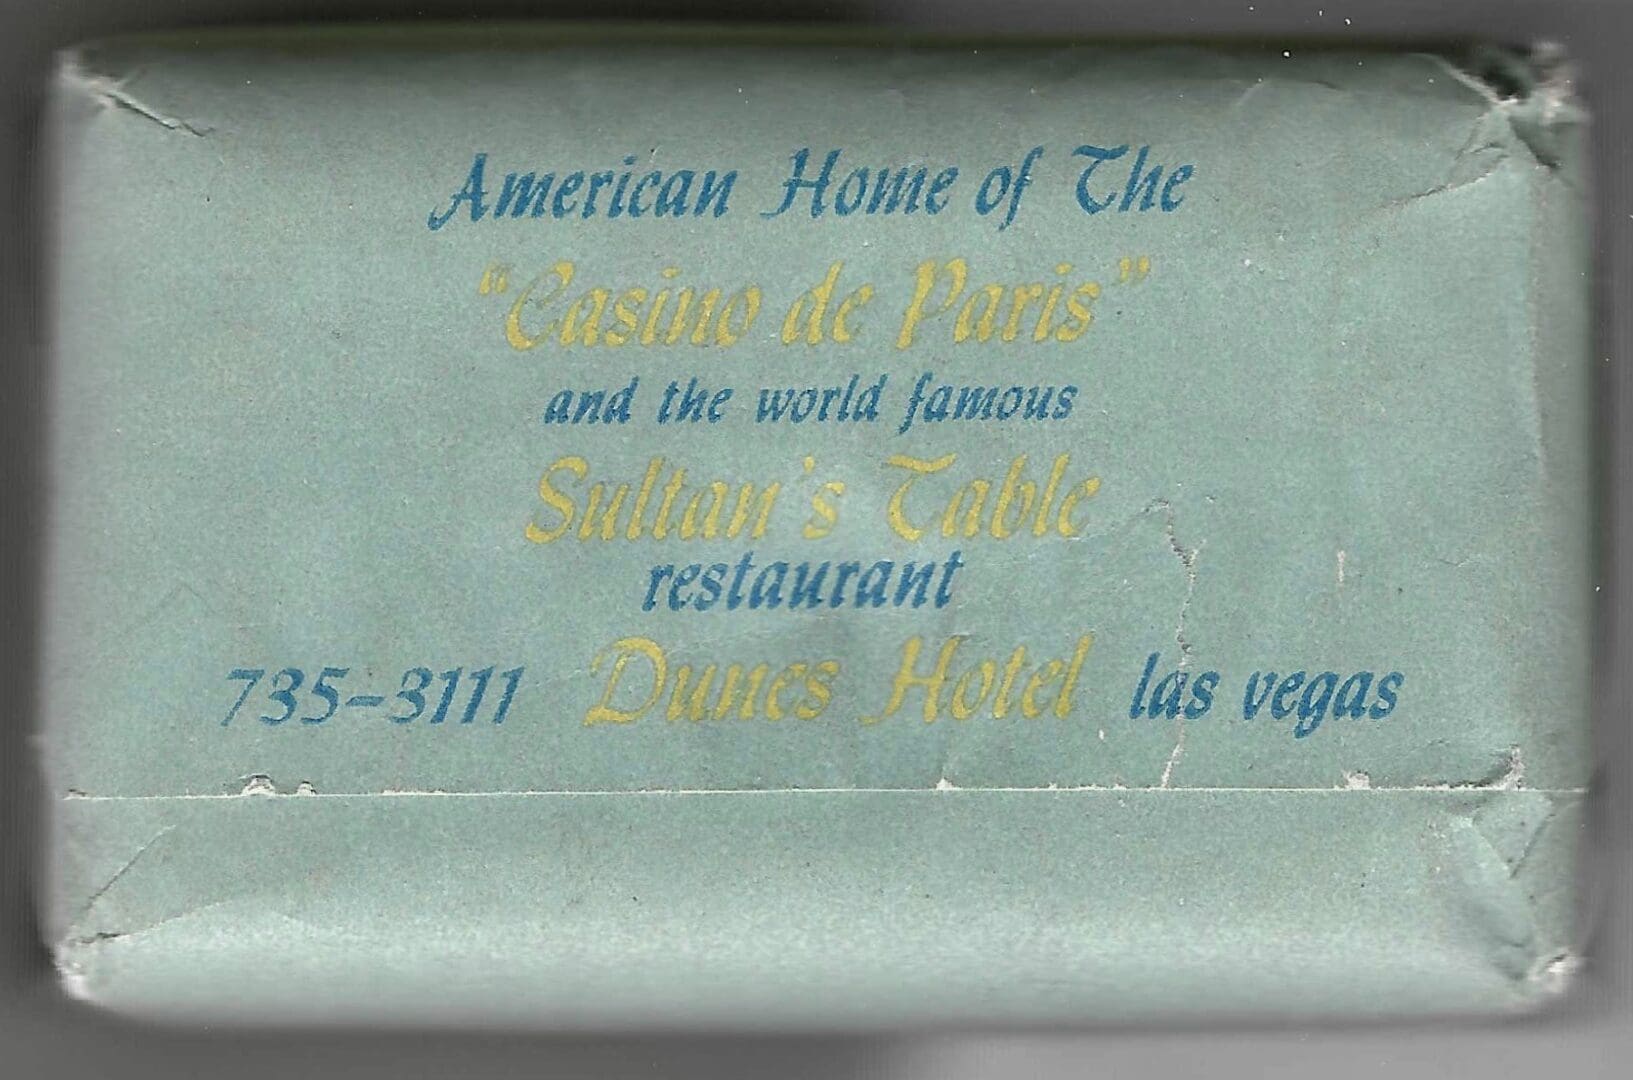 American Home of The
"Casino de Paris"
and the world famous
Sultan's Table
restaurant
735-3111 Dunes Hotel las vegas